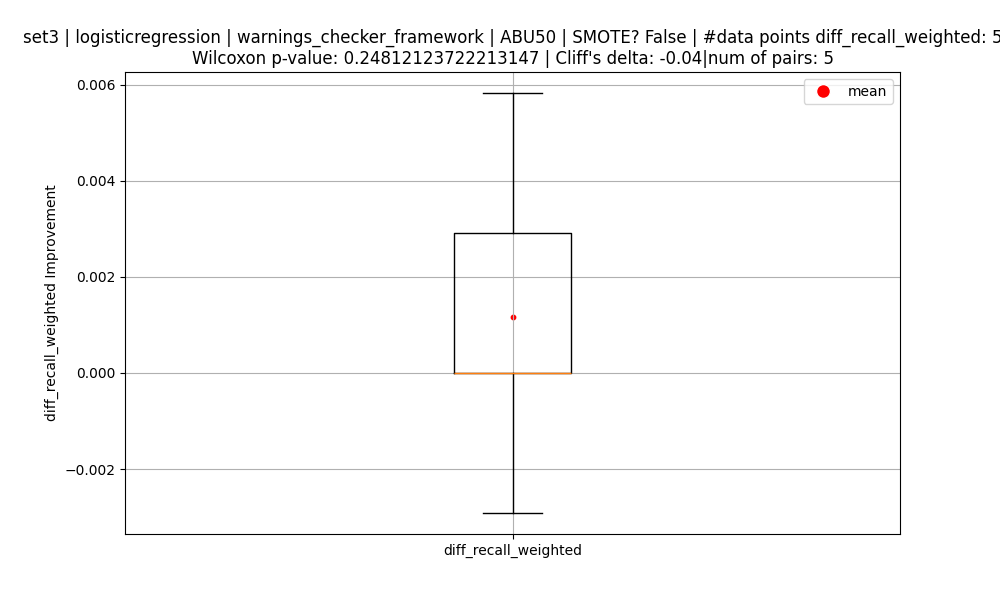 set3 | logisticregression | warnings_checker_framework | ABU50 | SMOTE? False | #data points diff_recall_weighted: 5
Wilcoxon p-value: 0.24812123722213147 | Cliff's delta: -0.04|num of pairs: 5
mean
0.006
0.004
0.002
0.000
−0.002
diff_recall_weighted Improvement
diff_recall_weighted